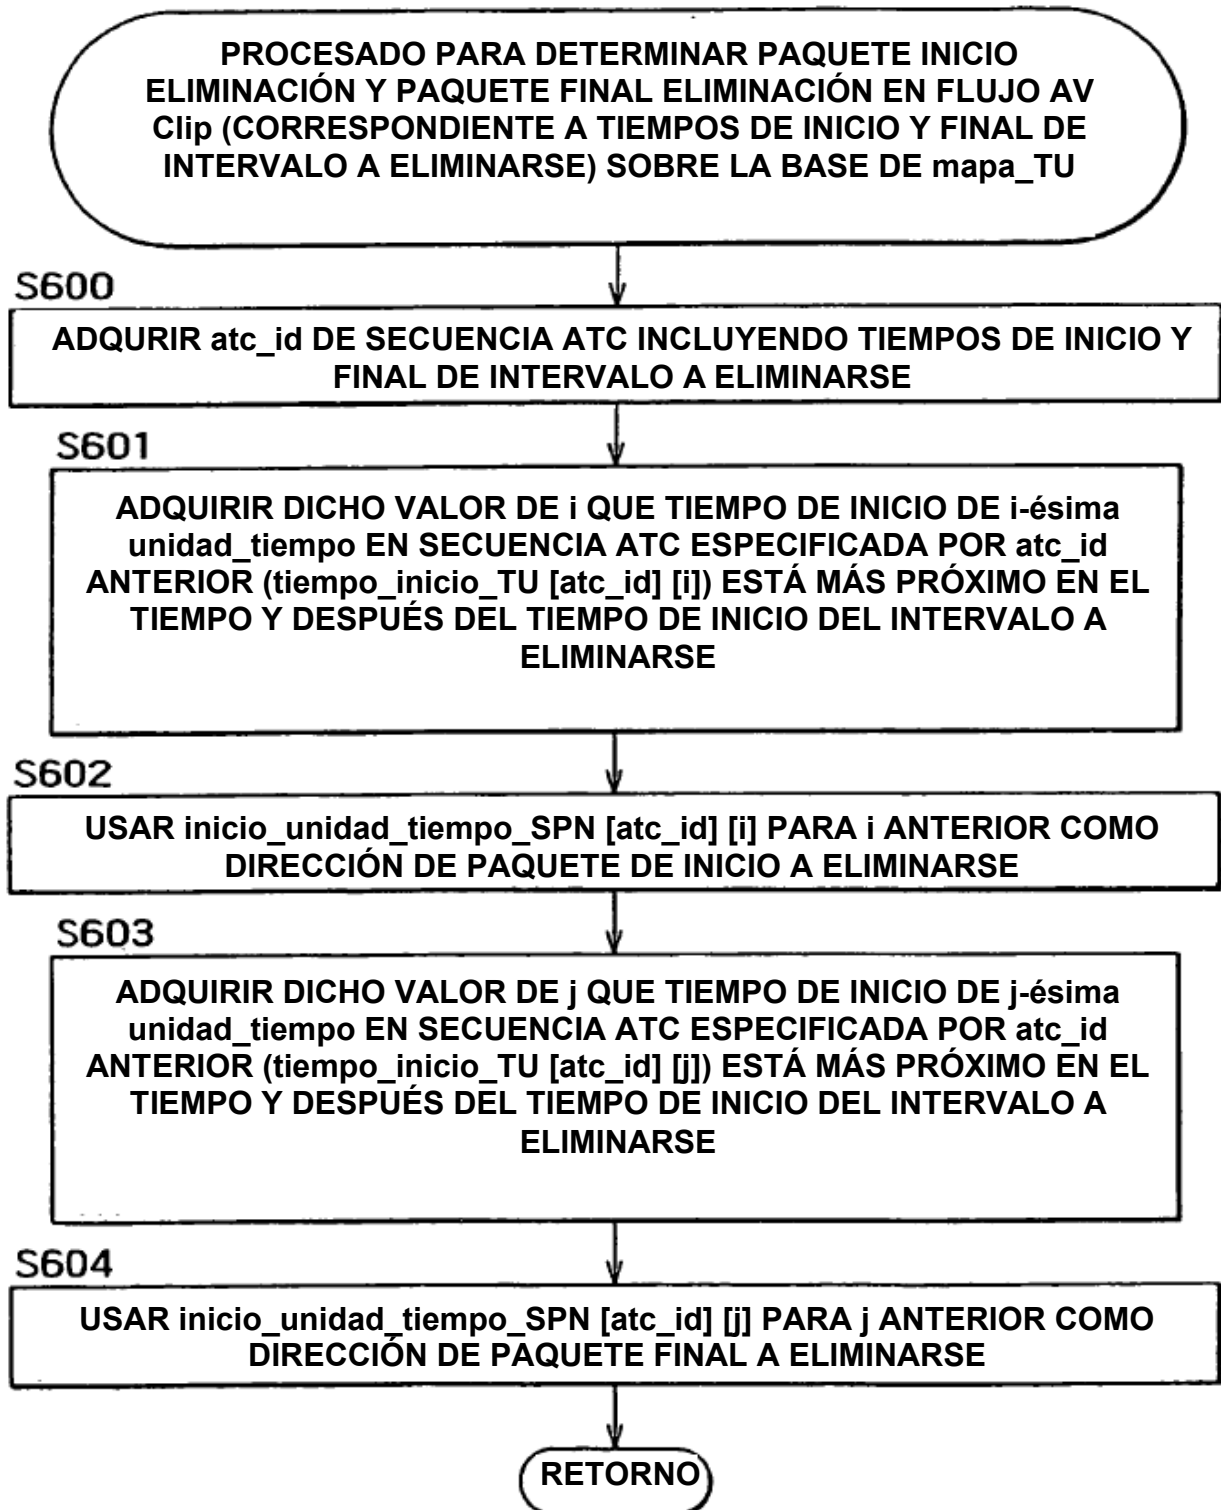 PROCESADO PARA DETERMINAR PAQUETE INICIO
ELIMINACIÓN Y PAQUETE FINAL ELIMINACIÓN EN FLUJO AV
Clip (CORRESPONDIENTE A TIEMPOS DE INICIO Y FINAL DE
INTERVALO A ELIMINARSE) SOBRE LA BASE DE mapa_TU
S600
ADQURIR atc_id DE SECUENCIA ATC INCLUYENDO TIEMPOS DE INICIO Y
FINAL DE INTERVALO A ELIMINARSE
S601
ADQUIRIR DICHO VALOR DE i QUE TIEMPO DE INICIO DE i-ésima
unidad_tiempo EN SECUENCIA ATC ESPECIFICADA POR atc_id
ANTERIOR (tiempo_inicio_TU [atc_id] [i]) ESTÁ MÁS PRÓXIMO EN EL
TIEMPO Y DESPUÉS DEL TIEMPO DE INICIO DEL INTERVALO A
ELIMINARSE
S602
USAR inicio_unidad_tiempo_SPN [atc_id] [i] PARA i ANTERIOR COMO
DIRECCIÓN DE PAQUETE DE INICIO A ELIMINARSE
S603
ADQUIRIR DICHO VALOR DE j QUE TIEMPO DE INICIO DE j-ésima
unidad_tiempo EN SECUENCIA ATC ESPECIFICADA POR atc_id
ANTERIOR (tiempo_inicio_TU [atc_id] [j]) ESTÁ MÁS PRÓXIMO EN EL
TIEMPO Y DESPUÉS DEL TIEMPO DE INICIO DEL INTERVALO A
ELIMINARSE
S604
USAR inicio_unidad_tiempo_SPN [atc_id] [j] PARA j ANTERIOR COMO
DIRECCIÓN DE PAQUETE FINAL A ELIMINARSE
RETORNO